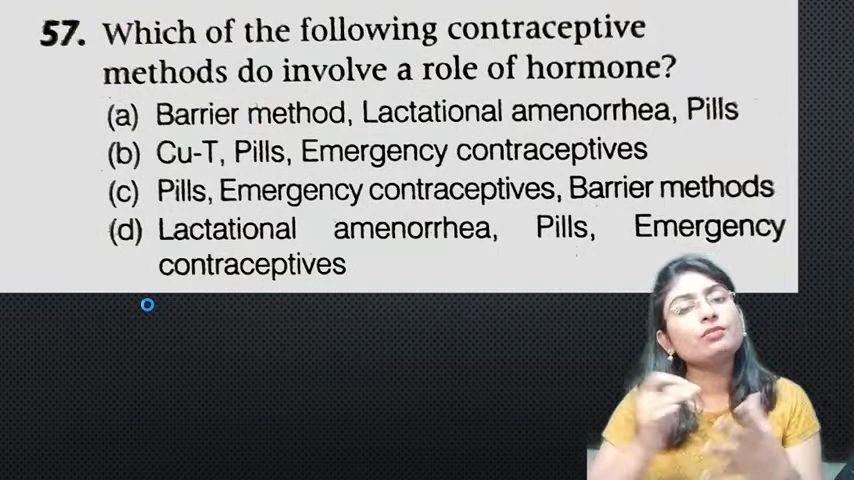 57. Which of the following contraceptive
methods do involve a role of hormone?
(a) Barrier method, Lactational amenorrhea, Pills
(b) Cu-T, Pills, Emergency contraceptives
(c) Pills, Emergency contraceptives, Barrier methods
(d) Lactational amenorrhea, Pills, Emergency
contraceptives